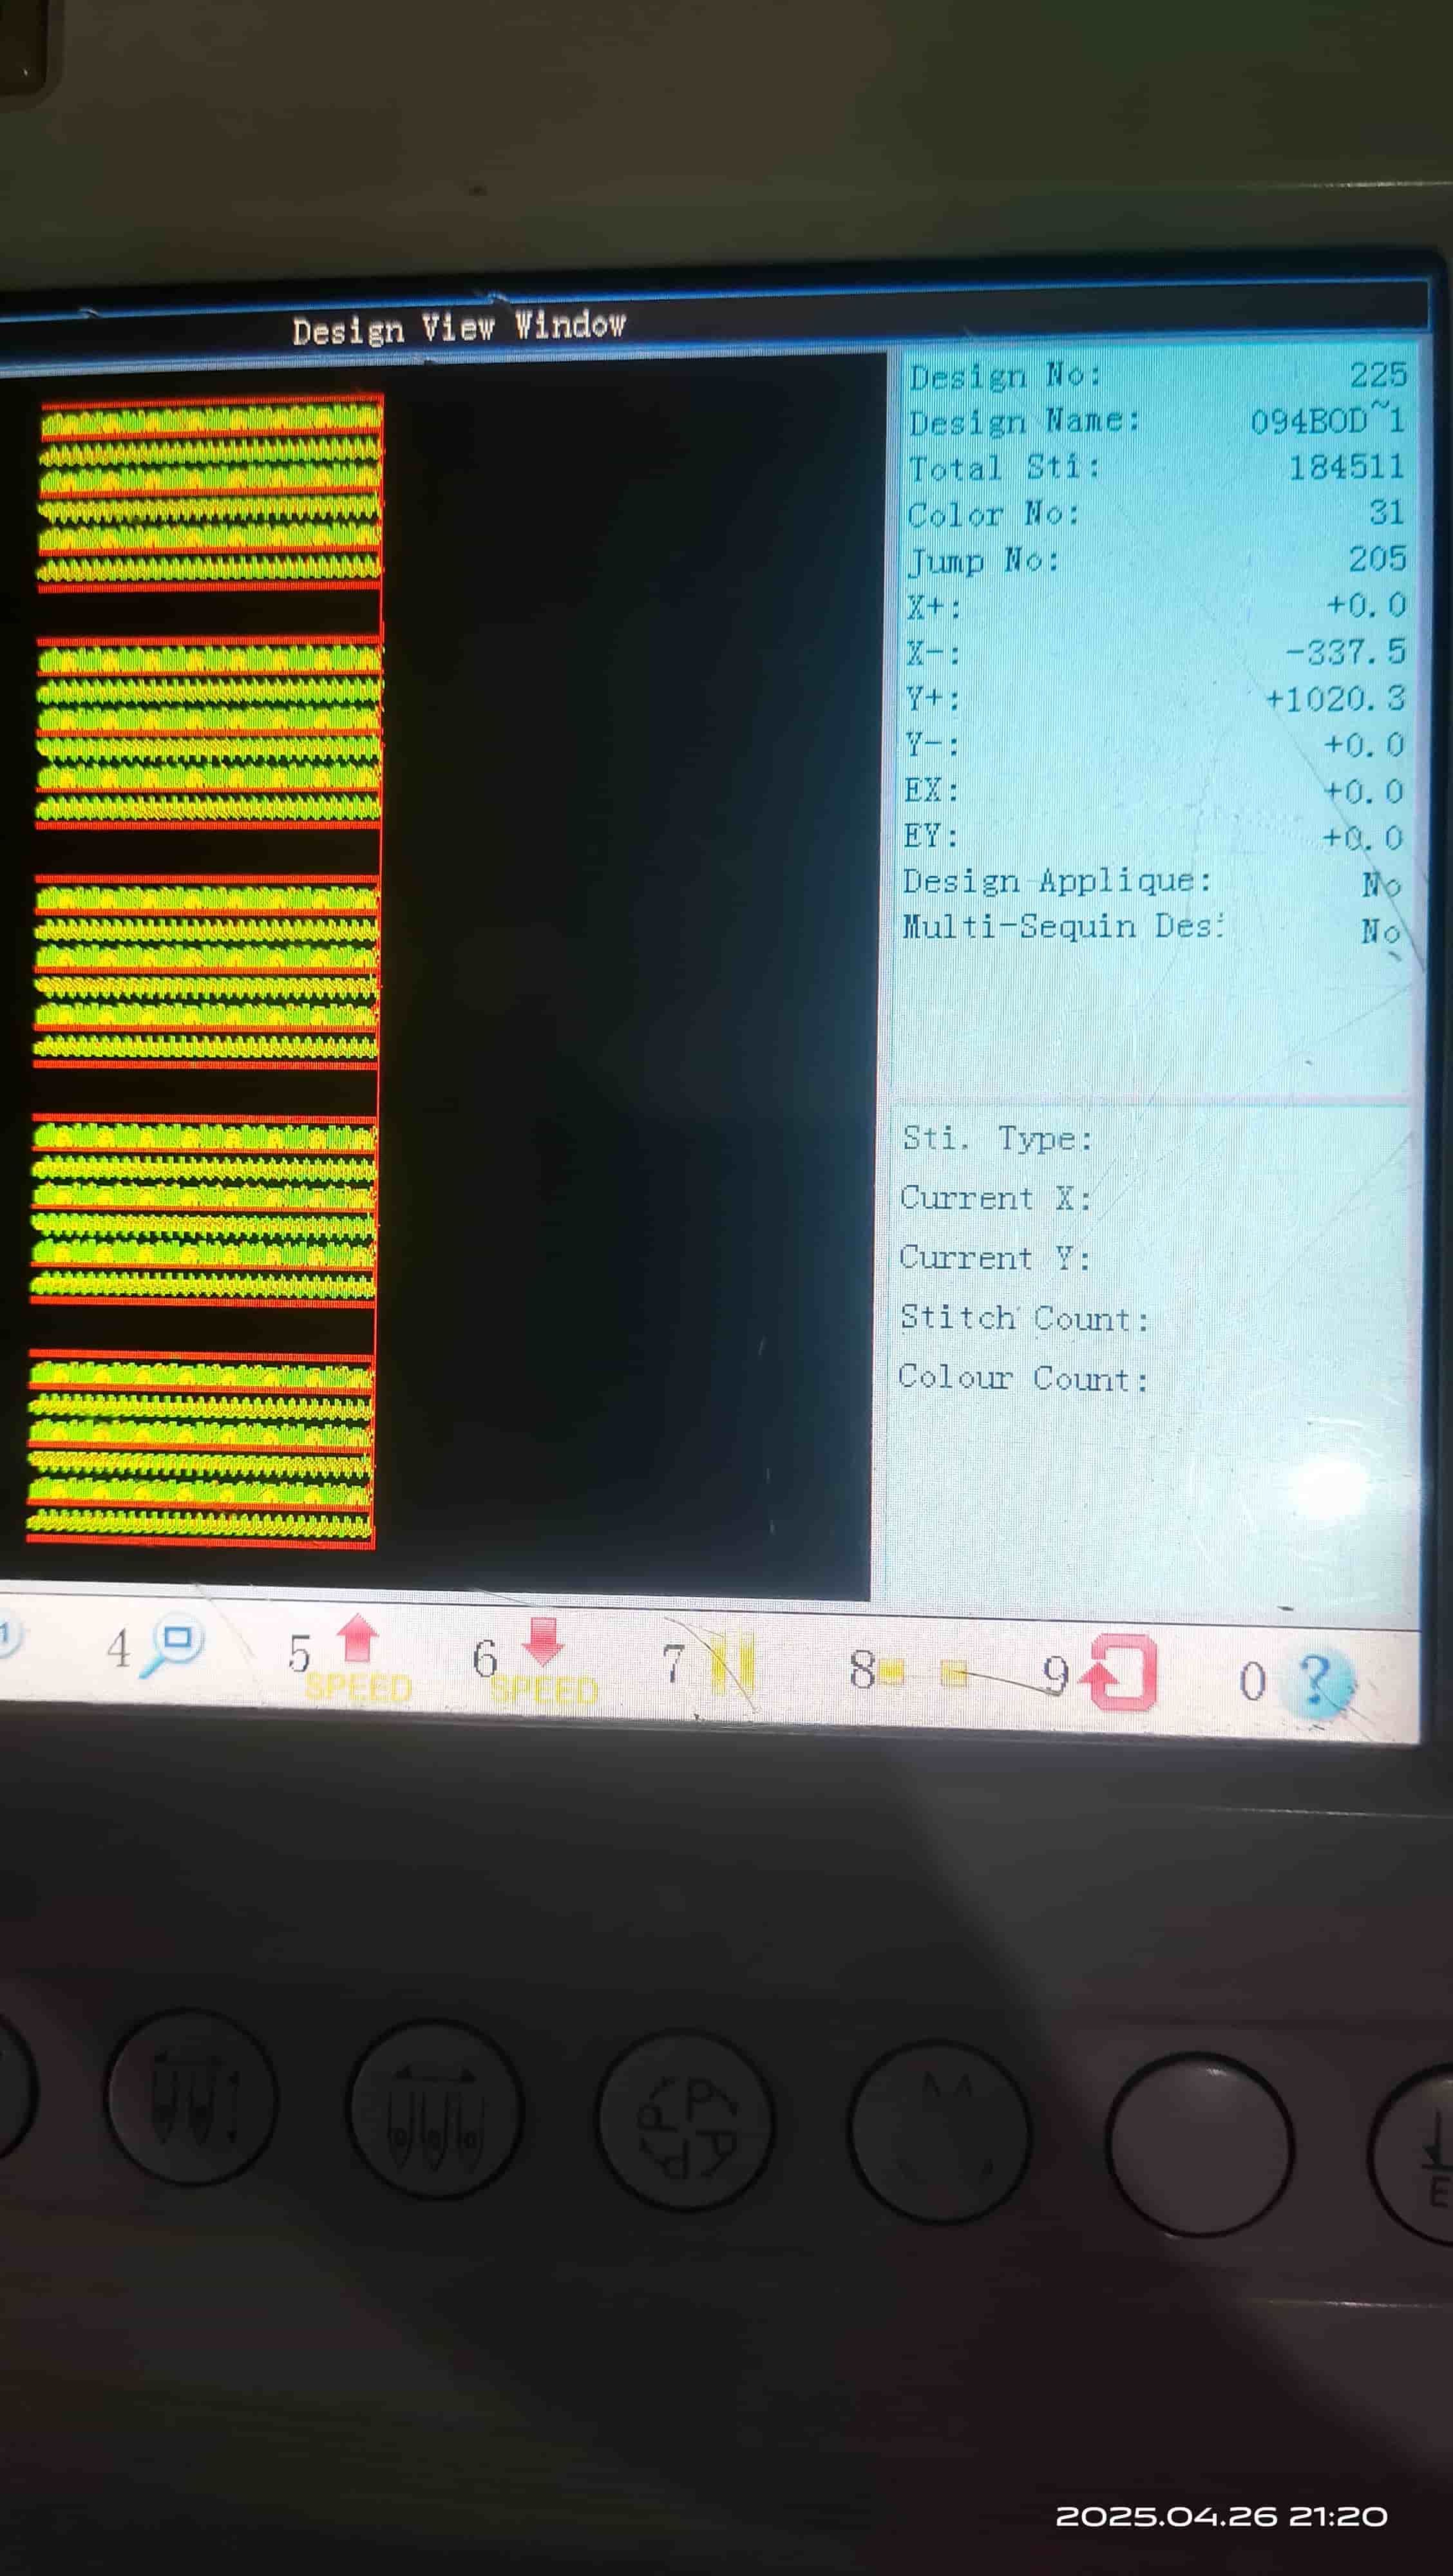 Design View Window
Design No: 225
Design Name: 094BOD~1
Total Sti: 184511
Color No: 31
Jump No: 205
X+: +0.0
X-: -337.5
Y+: +1020.3
Y-: +0.0
EX: +0.0
EY: +0.0
Design Applique: No
Multi-Sequin Des: No
Sti. Type:
Current X:
Current Y:
Stitch Count:
Colour Count:
1 4 5 SPEED 6 SPEED 7 8 9 0 ?
E
2025.04.26 21:20